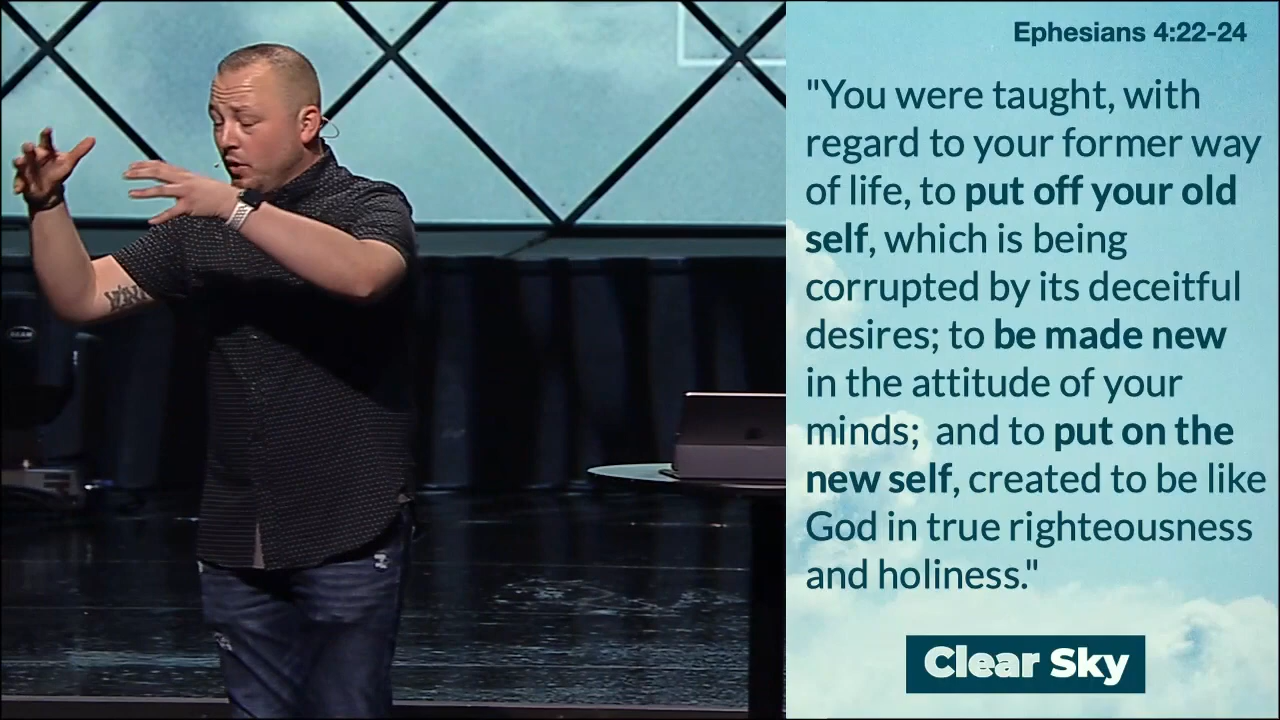 Ephesians 4:22-24
"You were taught, with
regard to your former way
of life, to put off your old
self, which is being
corrupted by its deceitful
desires; to be made new
in the attitude of your
minds;  and to put on the
new self, created to be like
God in true righteousness
and holiness."
Clear Sky